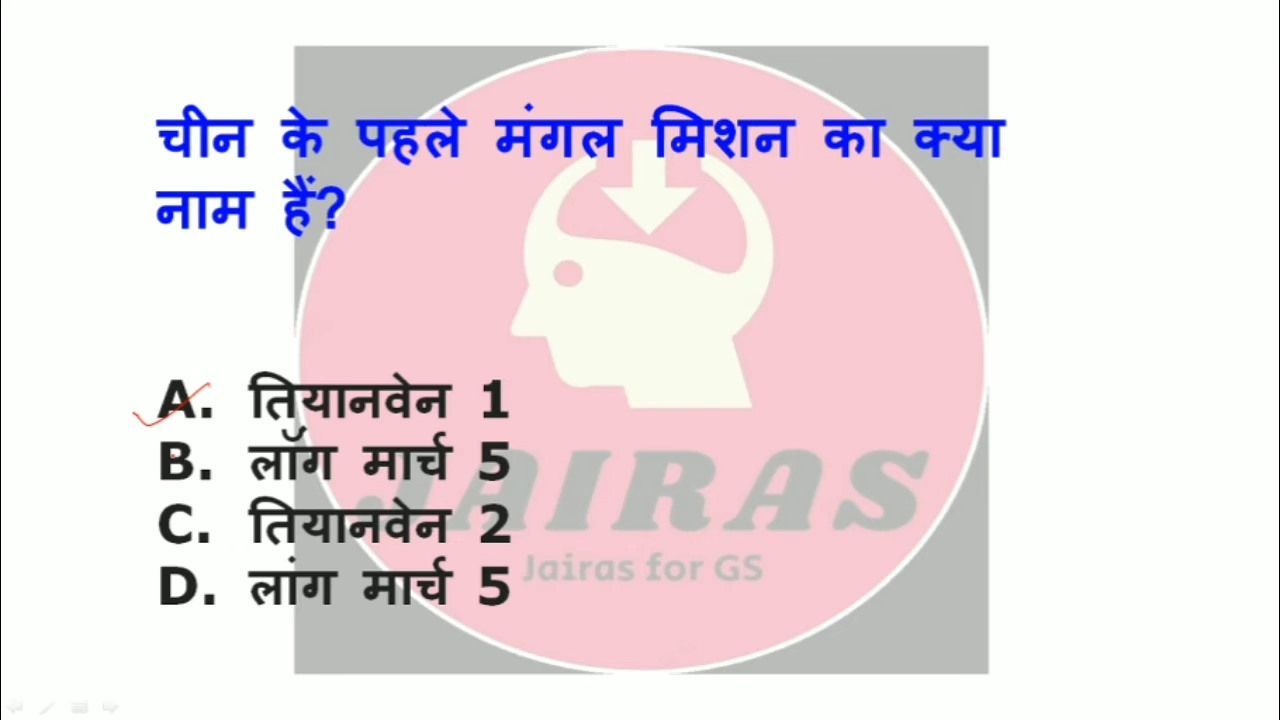 चीन के पहले मंगल मिशन का क्या
नाम हैं?
A. तियानवेन 1
B. लॉग मार्च 5
C. तियानवेन 2
D. लांग मार्च 5
JAIRAS
Jairas for GS